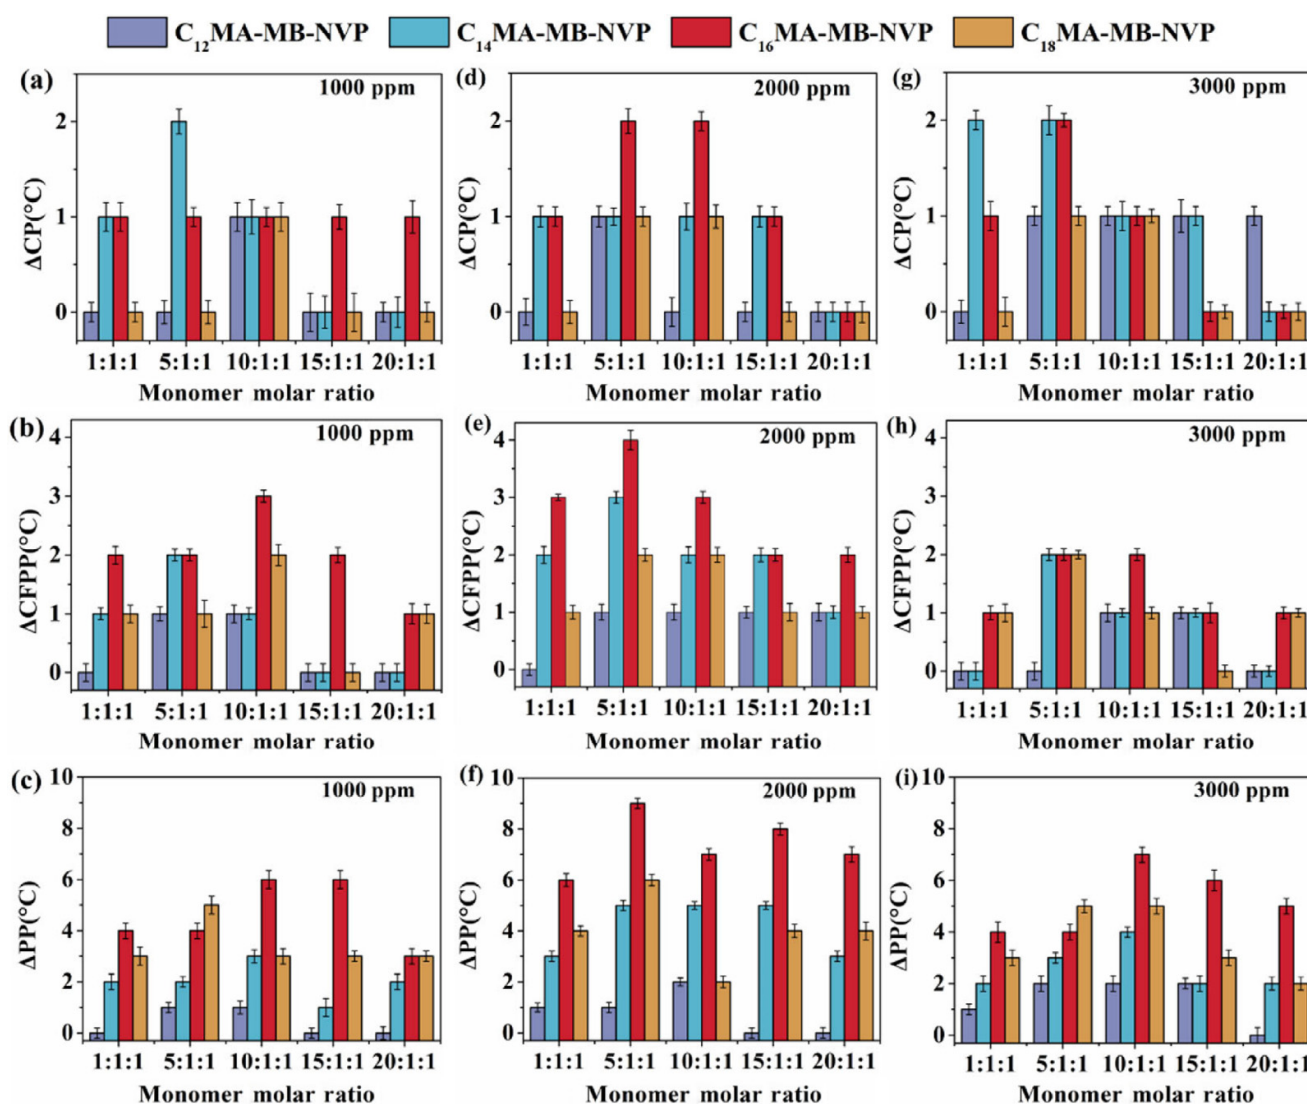 C12MA-MB-NVP C14MA-MB-NVP C16MA-MB-NVP C18MA-MB-NVP
(a) 1000 ppm
ΔCP(°C)
2
1
0
1:1:1 5:1:1 10:1:1 15:1:1 20:1:1
Monomer molar ratio
(d) 2000 ppm
ΔCP(°C)
2
1
0
1:1:1 5:1:1 10:1:1 15:1:1 20:1:1
Monomer molar ratio
(g) 3000 ppm
ΔCP(°C)
2
1
0
1:1:1 5:1:1 10:1:1 15:1:1 20:1:1
Monomer molar ratio
(b) 1000 ppm
ΔCFPP(°C)
4
3
2
1
0
1:1:1 5:1:1 10:1:1 15:1:1 20:1:1
Monomer molar ratio
(e) 2000 ppm
ΔCFPP(°C)
4
3
2
1
0
1:1:1 5:1:1 10:1:1 15:1:1 20:1:1
Monomer molar ratio
(h) 3000 ppm
ΔCFPP(°C)
4
3
2
1
0
1:1:1 5:1:1 10:1:1 15:1:1 20:1:1
Monomer molar ratio
(c) 1000 ppm
ΔPP(°C)
10
8
6
4
2
0
1:1:1 5:1:1 10:1:1 15:1:1 20:1:1
Monomer molar ratio
(f) 2000 ppm
ΔPP(°C)
10
8
6
4
2
0
1:1:1 5:1:1 10:1:1 15:1:1 20:1:1
Monomer molar ratio
(i) 3000 ppm
ΔPP(°C)
10
8
6
4
2
0
1:1:1 5:1:1 10:1:1 15:1:1 20:1:1
Monomer molar ratio